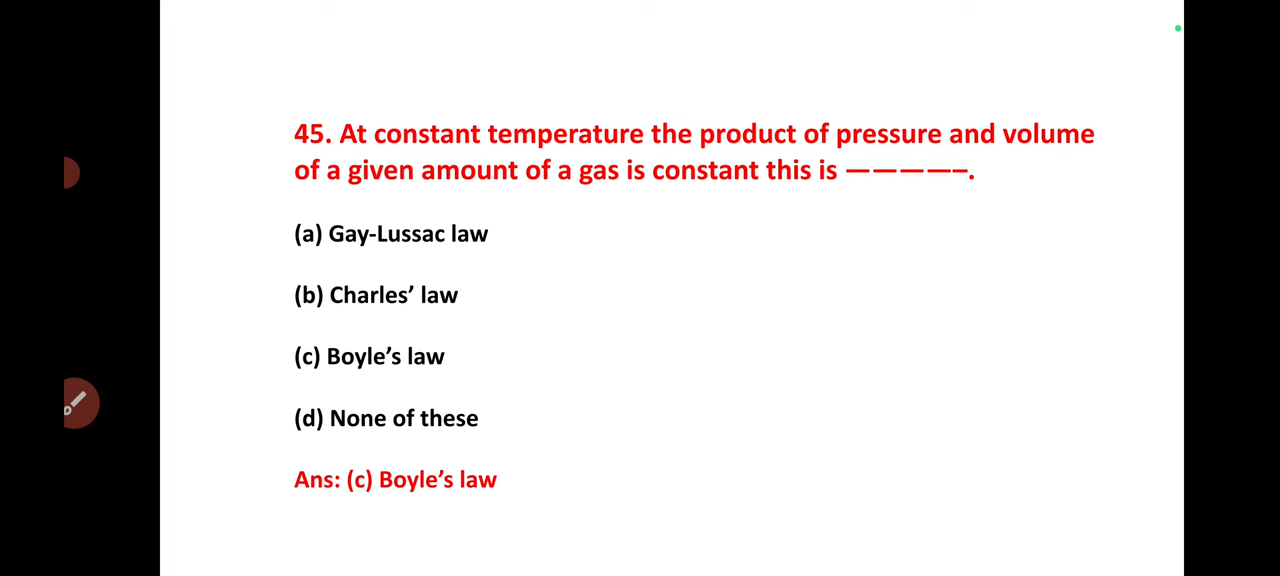 45. At constant temperature the product of pressure and volume
of a given amount of a gas is constant this is —————.
(a) Gay-Lussac law
(b) Charles’ law
(c) Boyle’s law
(d) None of these
Ans: (c) Boyle’s law